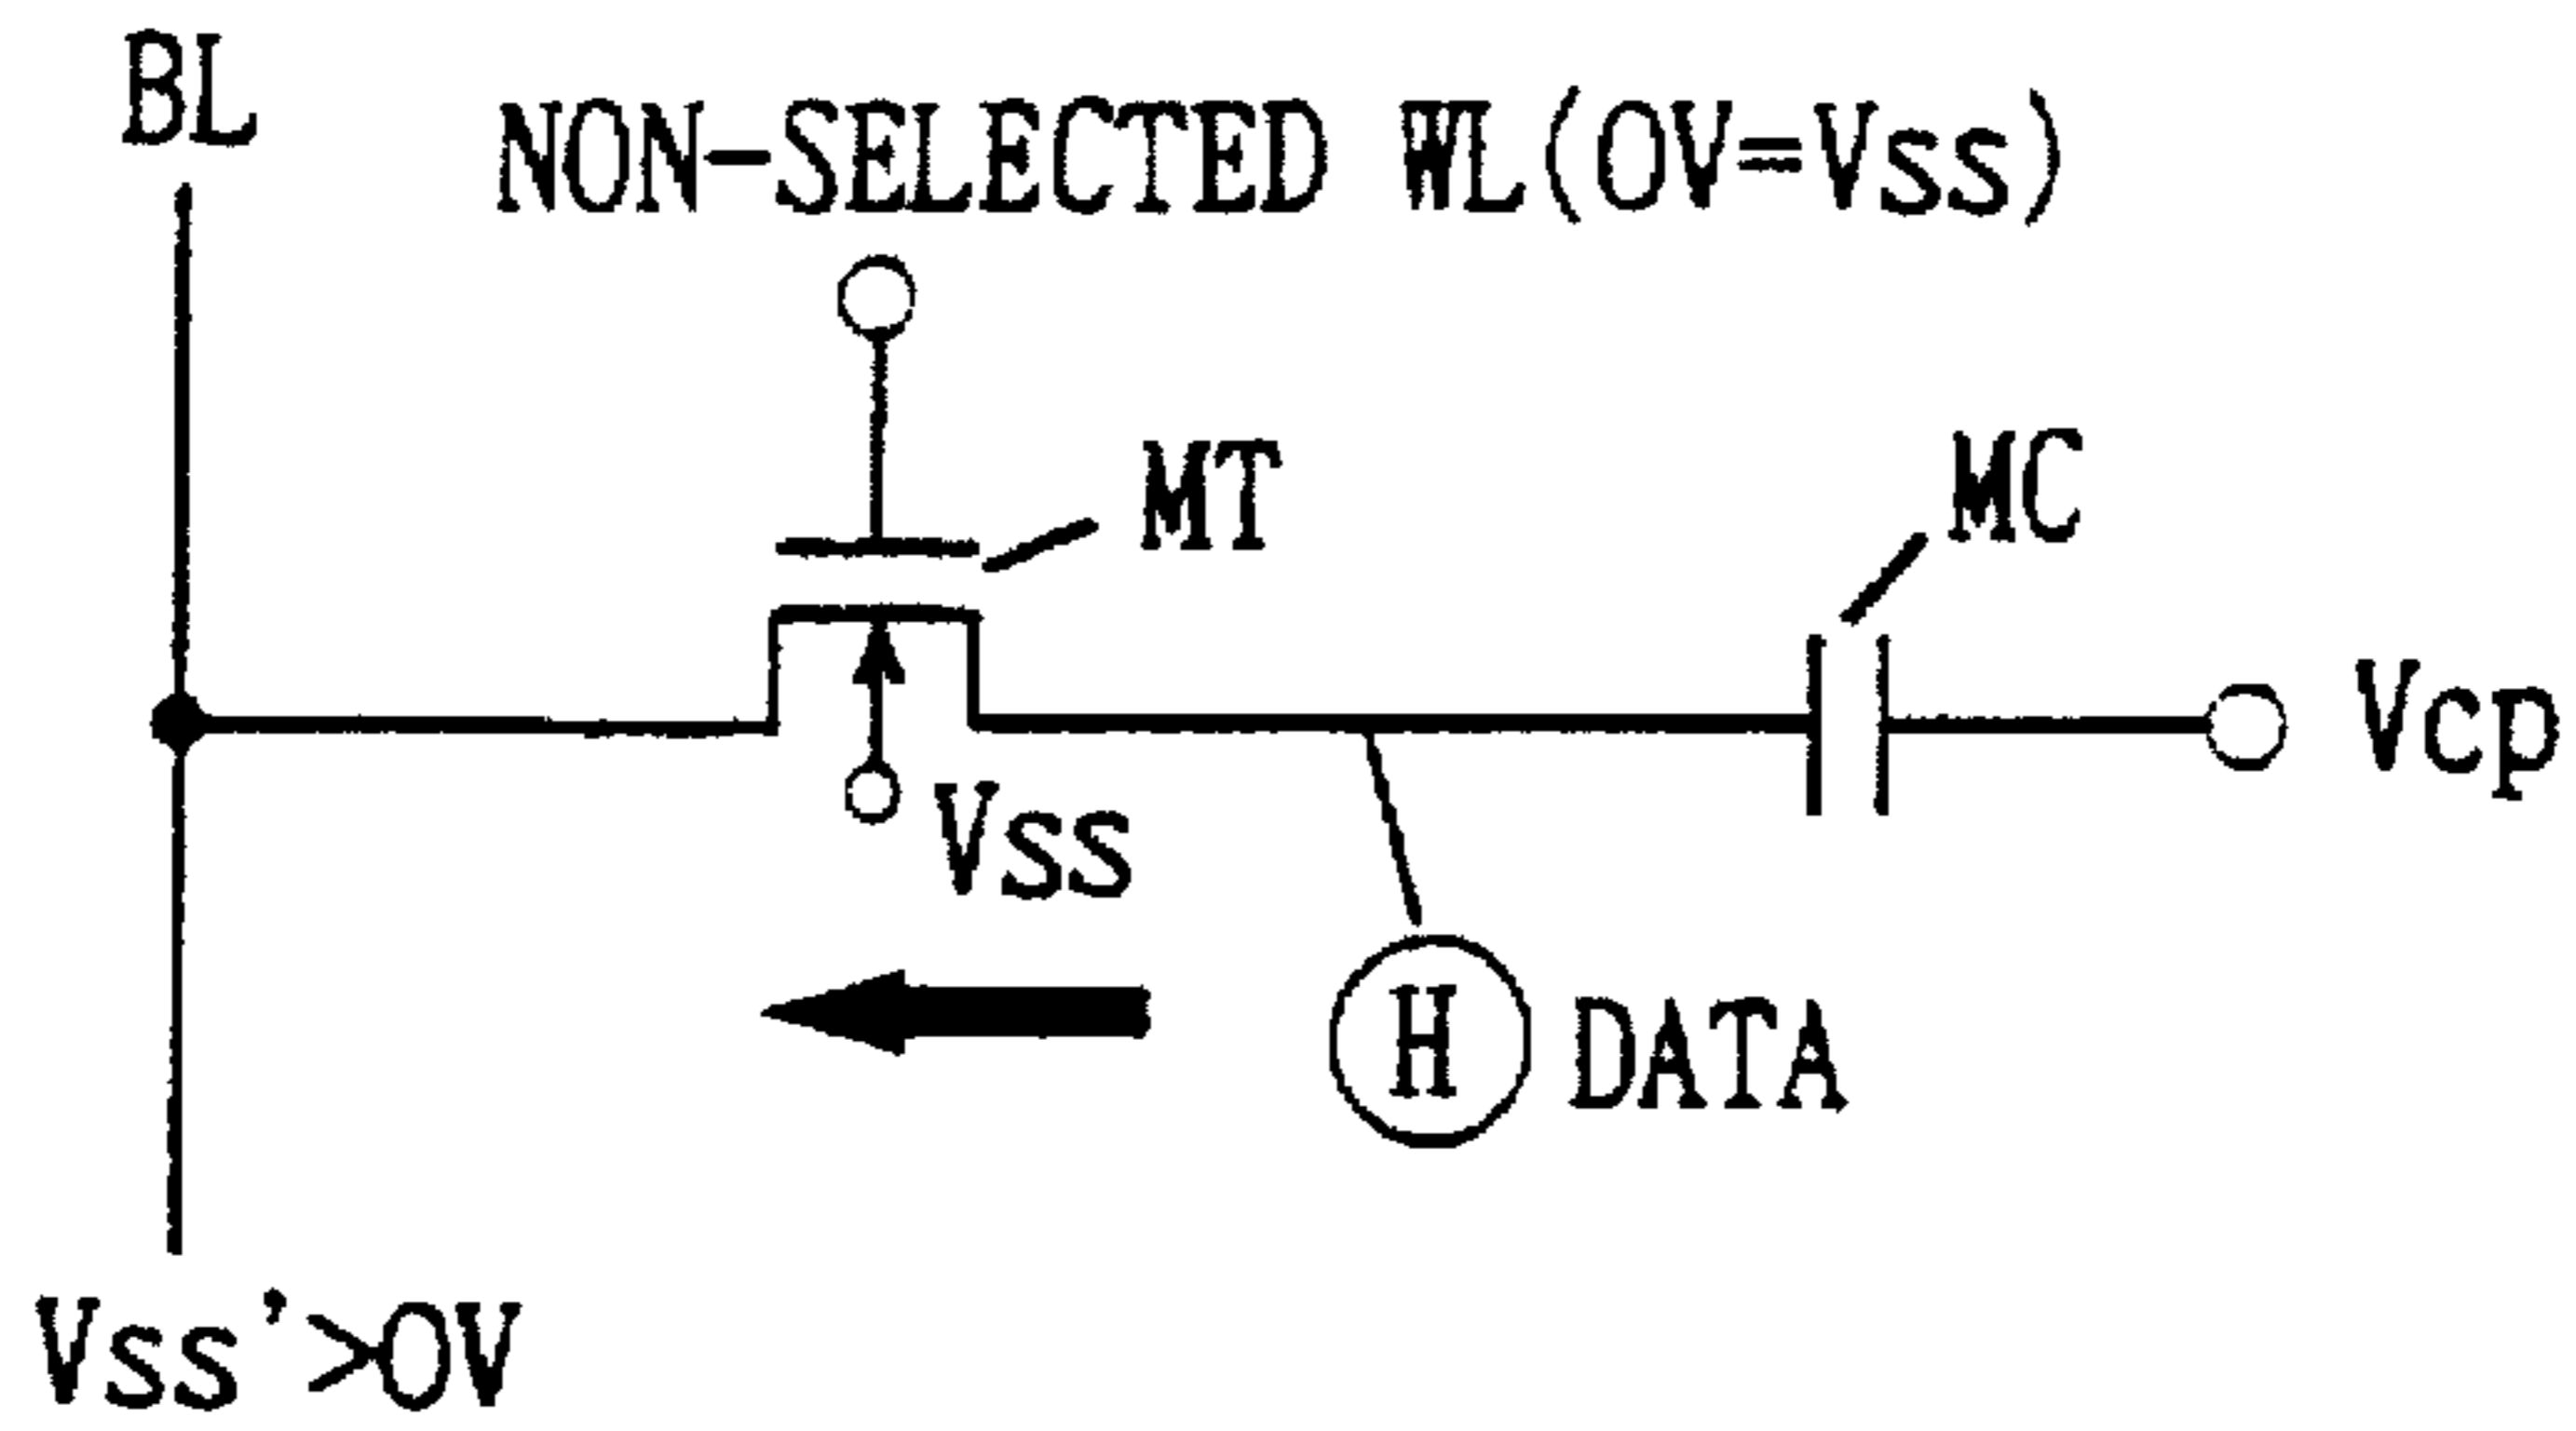 BL
NON-SELECTED WL(0V=VSS)
MT
MC
Vcp
VSS
H DATA
VSS'>0V